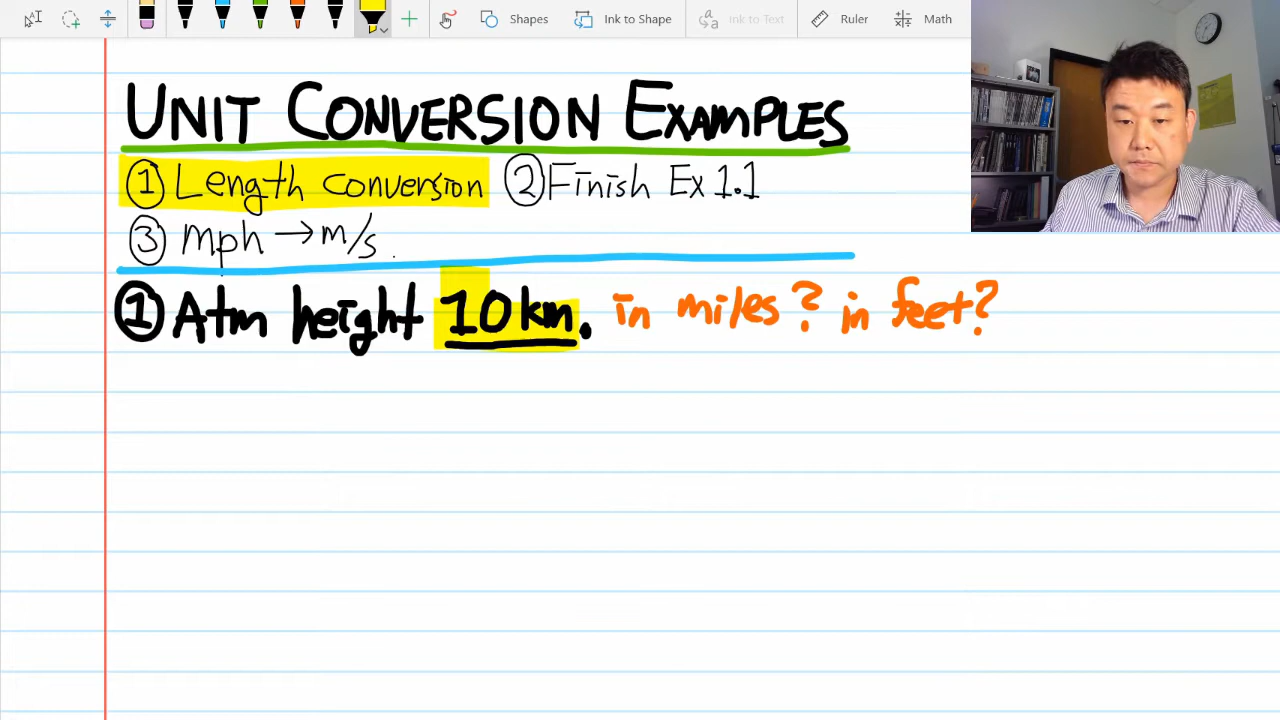 Shapes Ink to Shape Ink to Text Ruler Math
UNIT CONVERSION EXAMPLES
① Length conversion ② Finish Ex 1.1
③ mph → m/s.
① Atm height 10 km. in miles? in feet?